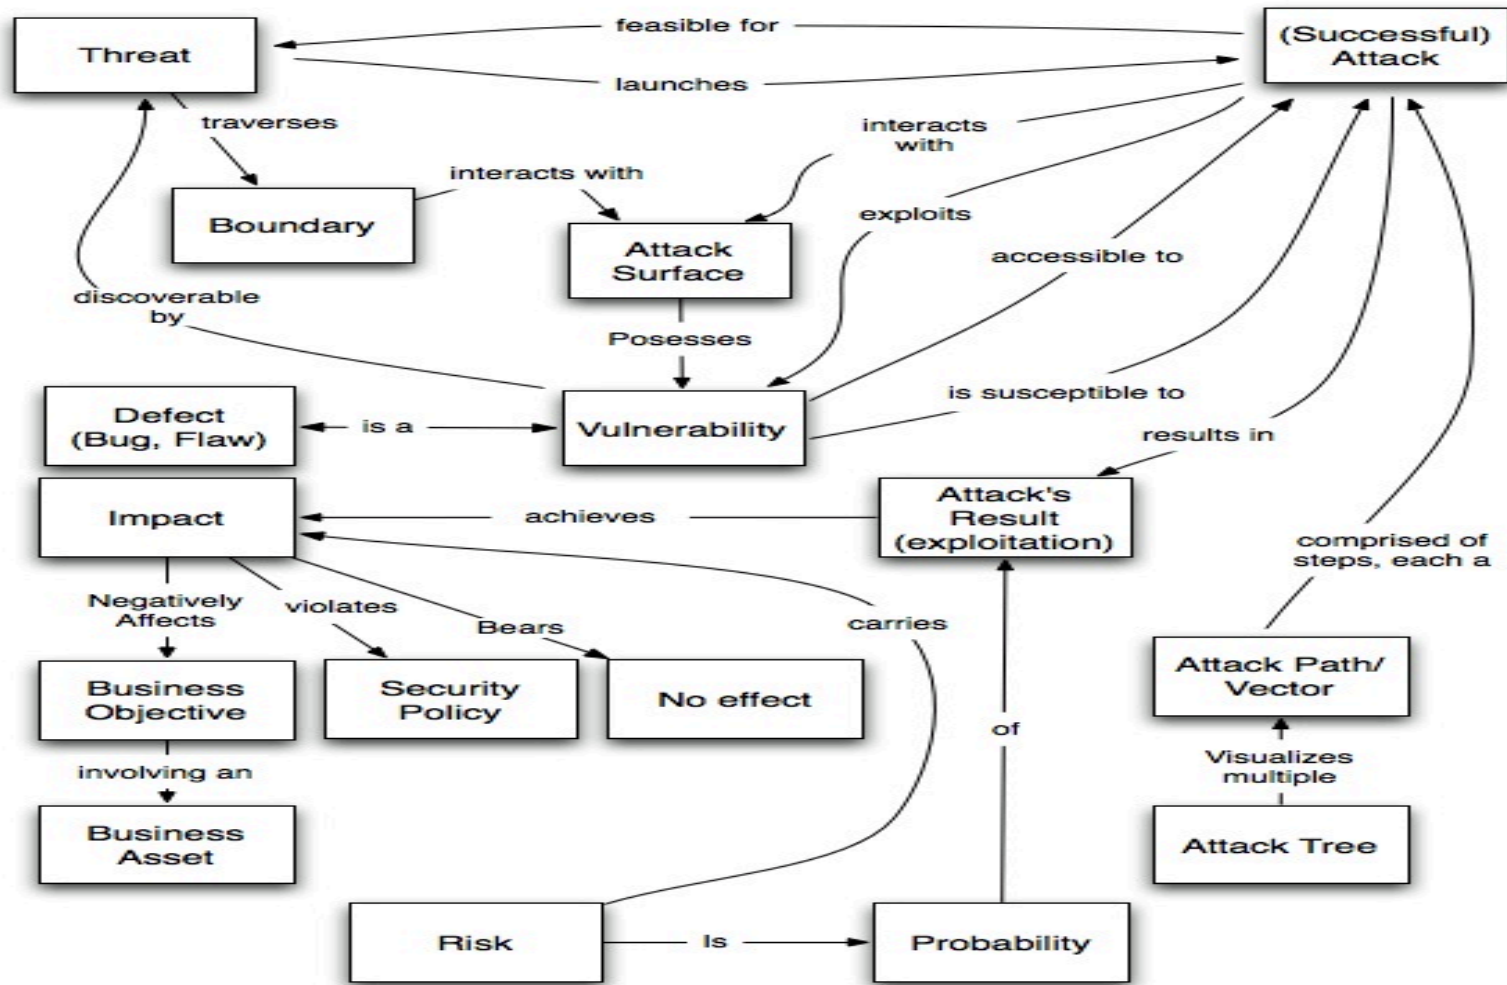 feasible for
(Successful)
Attack
Threat
launches
traverses
interacts
with
interacts with
Boundary
exploits
Attack
Surface
accessible to
discoverable
by
Posesses
is susceptible to
Defect
(Bug, Flaw)
is a
Vulnerability
results in
Impact
achieves
Attack's
Result
(exploitation)
comprised of
steps, each a
Negatively
Affects
violates
Bears
carries
Business
Objective
Security
Policy
No effect
Attack Path/
Vector
of
involving an
Visualizes
multiple
Business
Asset
Attack Tree
Risk
Is
Probability